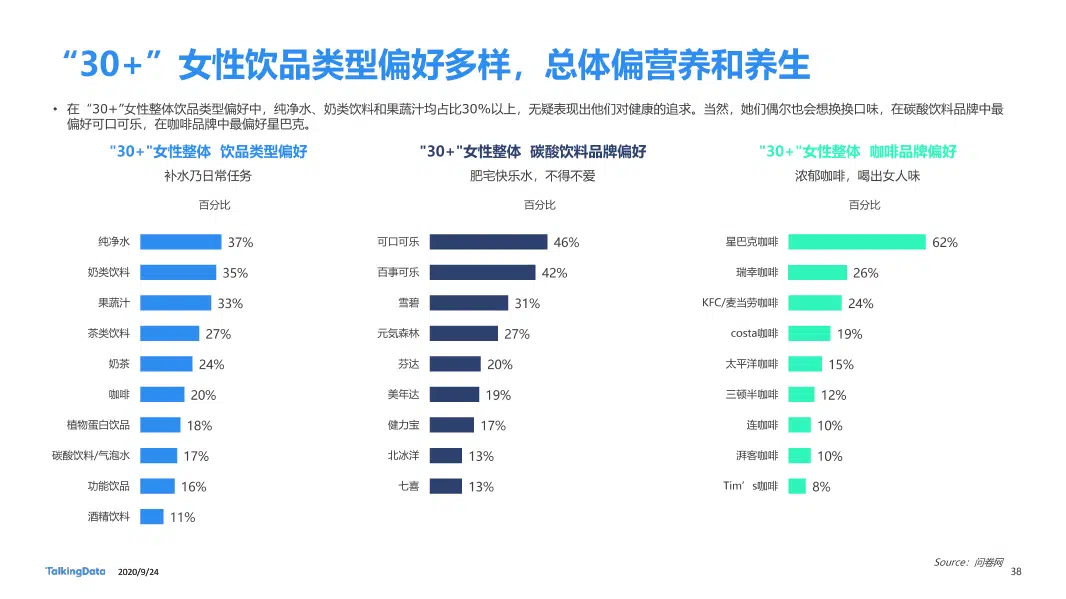 “30+”女性饮品类型偏好多样，总体偏营养和养生
• 在“30+”女性整体饮品类型偏好中，纯净水、奶类饮料和果蔬汁均占比30%以上，无疑表现出他们对健康的追求。当然，她们偶尔也会想换换口味，在碳酸饮料品牌中最
偏好可口可乐，在咖啡品牌中最偏好星巴克。
"30+"女性整体 饮品类型偏好
补水乃日常任务
百分比
纯净水 37%
奶类饮料 35%
果蔬汁 33%
茶类饮料 27%
奶茶 24%
咖啡 20%
植物蛋白饮品 18%
碳酸饮料/气泡水 17%
功能饮品 16%
酒精饮料 11%
"30+"女性整体 碳酸饮料品牌偏好
肥宅快乐水，不得不爱
百分比
可口可乐 46%
百事可乐 42%
雪碧 31%
元気森林 27%
芬达 20%
美年达 19%
健力宝 17%
北冰洋 13%
七喜 13%
"30+"女性整体 咖啡品牌偏好
浓郁咖啡，喝出女人味
百分比
星巴克咖啡 62%
瑞幸咖啡 26%
KFC/麦当劳咖啡 24%
costa咖啡 19%
太平洋咖啡 15%
三顿半咖啡 12%
连咖啡 10%
湃客咖啡 10%
Tim’s咖啡 8%
Source：问卷网
TalkingData 2020/9/24
38